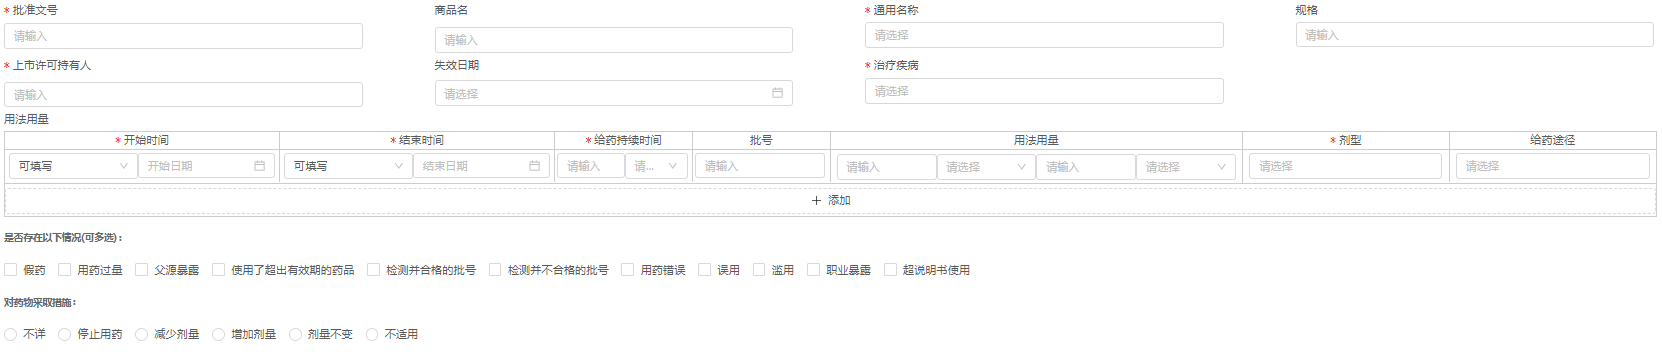 * 批准文号 商品名 * 通用名称 规格
请输入 请输入 请选择 请输入
* 上市许可持有人 失效日期 * 治疗疾病
请输入 请选择 请选择
用法用量
* 开始时间 * 结束时间 * 给药持续时间 批号 用法用量 * 剂型 给药途径
可填写 开始日期 可填写 结束日期 请输入 请... 请输入 请输入 请选择 请输入 请选择 请选择 请选择
+ 添加
是否存在以下情况(可多选)：
假药 用药过量 父源暴露 使用了超出有效期的药品 检测并合格的批号 检测并不合格的批号 用药错误 误用 滥用 职业暴露 超说明书使用
对药物采取措施：
不详 停止用药 减少剂量 增加剂量 剂量不变 不适用